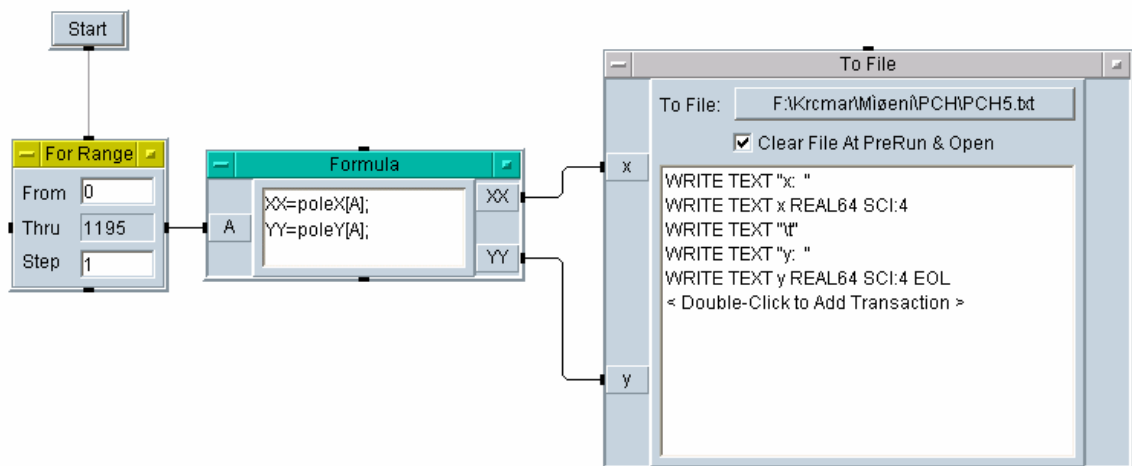 Start
For Range
From 0
Thru 1195
Step 1
Formula
A
XX=poleX[A];
YY=poleY[A];
XX
YY
To File
To File: F:\Krcmar\Mìøení\PCH\PCH5.txt
Clear File At PreRun & Open
x
WRITE TEXT "x:  "
WRITE TEXT x REAL64 SCI:4
WRITE TEXT "\t"
WRITE TEXT "y:  "
WRITE TEXT y REAL64 SCI:4 EOL
< Double-Click to Add Transaction >
y